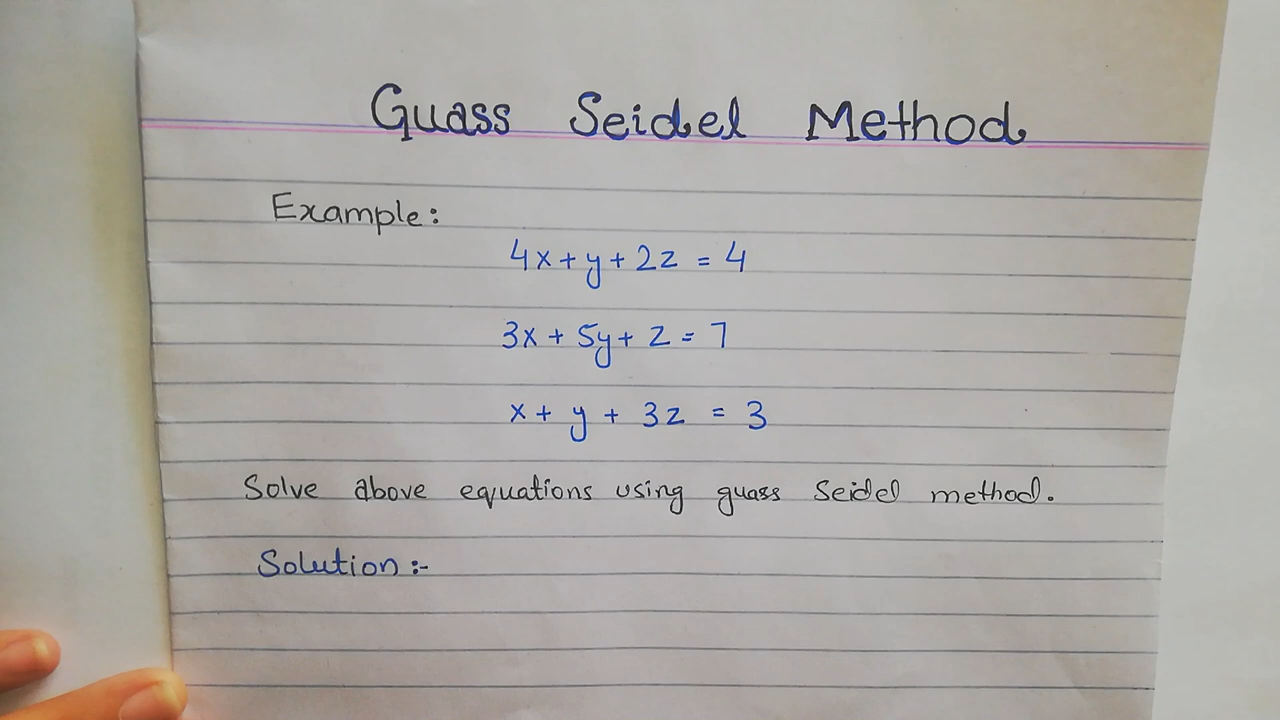 Guass Seidel Method
Example:
4x + y + 2z = 4
3x + 5y + z = 7
x + y + 3z = 3
Solve above equations using guass Seidel method.
Solution :-